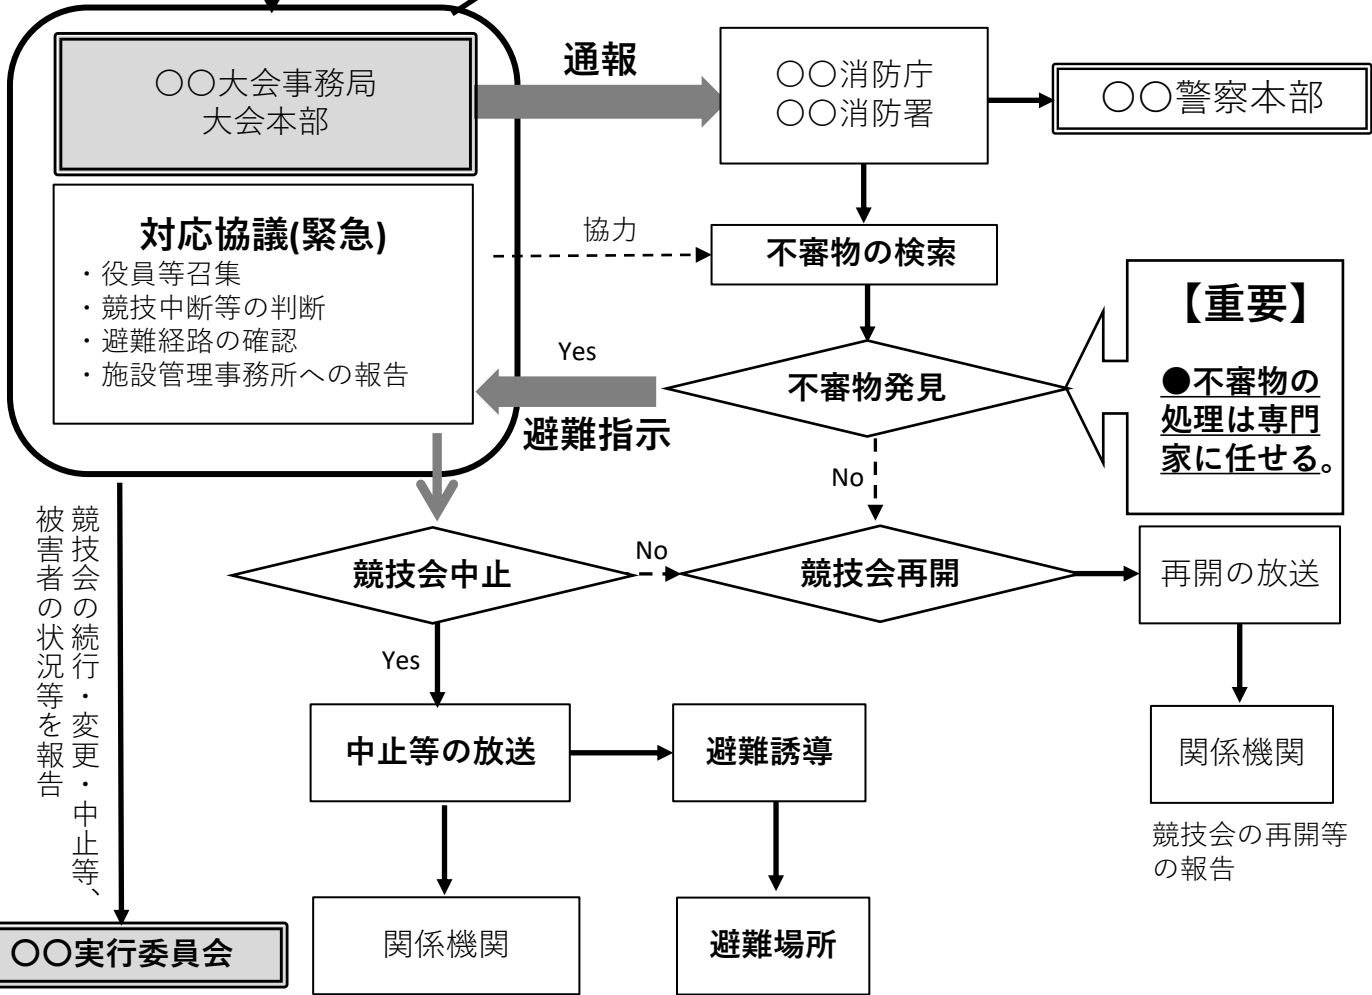 〇〇大会事務局
大会本部
通報
〇〇消防庁
〇〇消防署
〇〇警察本部
対応協議(緊急)
・役員等召集
・競技中断等の判断
・避難経路の確認
・施設管理事務所への報告
協力
不審物の検索
【重要】
●不審物の
処理は専門
家に任せる。
Yes
不審物発見
避難指示
No
競技会の続行・変更・中止等、
被害者の状況等を報告
競技会中止
No
競技会再開
再開の放送
Yes
中止等の放送
避難誘導
関係機関
競技会の再開等
の報告
〇〇実行委員会
関係機関
避難場所